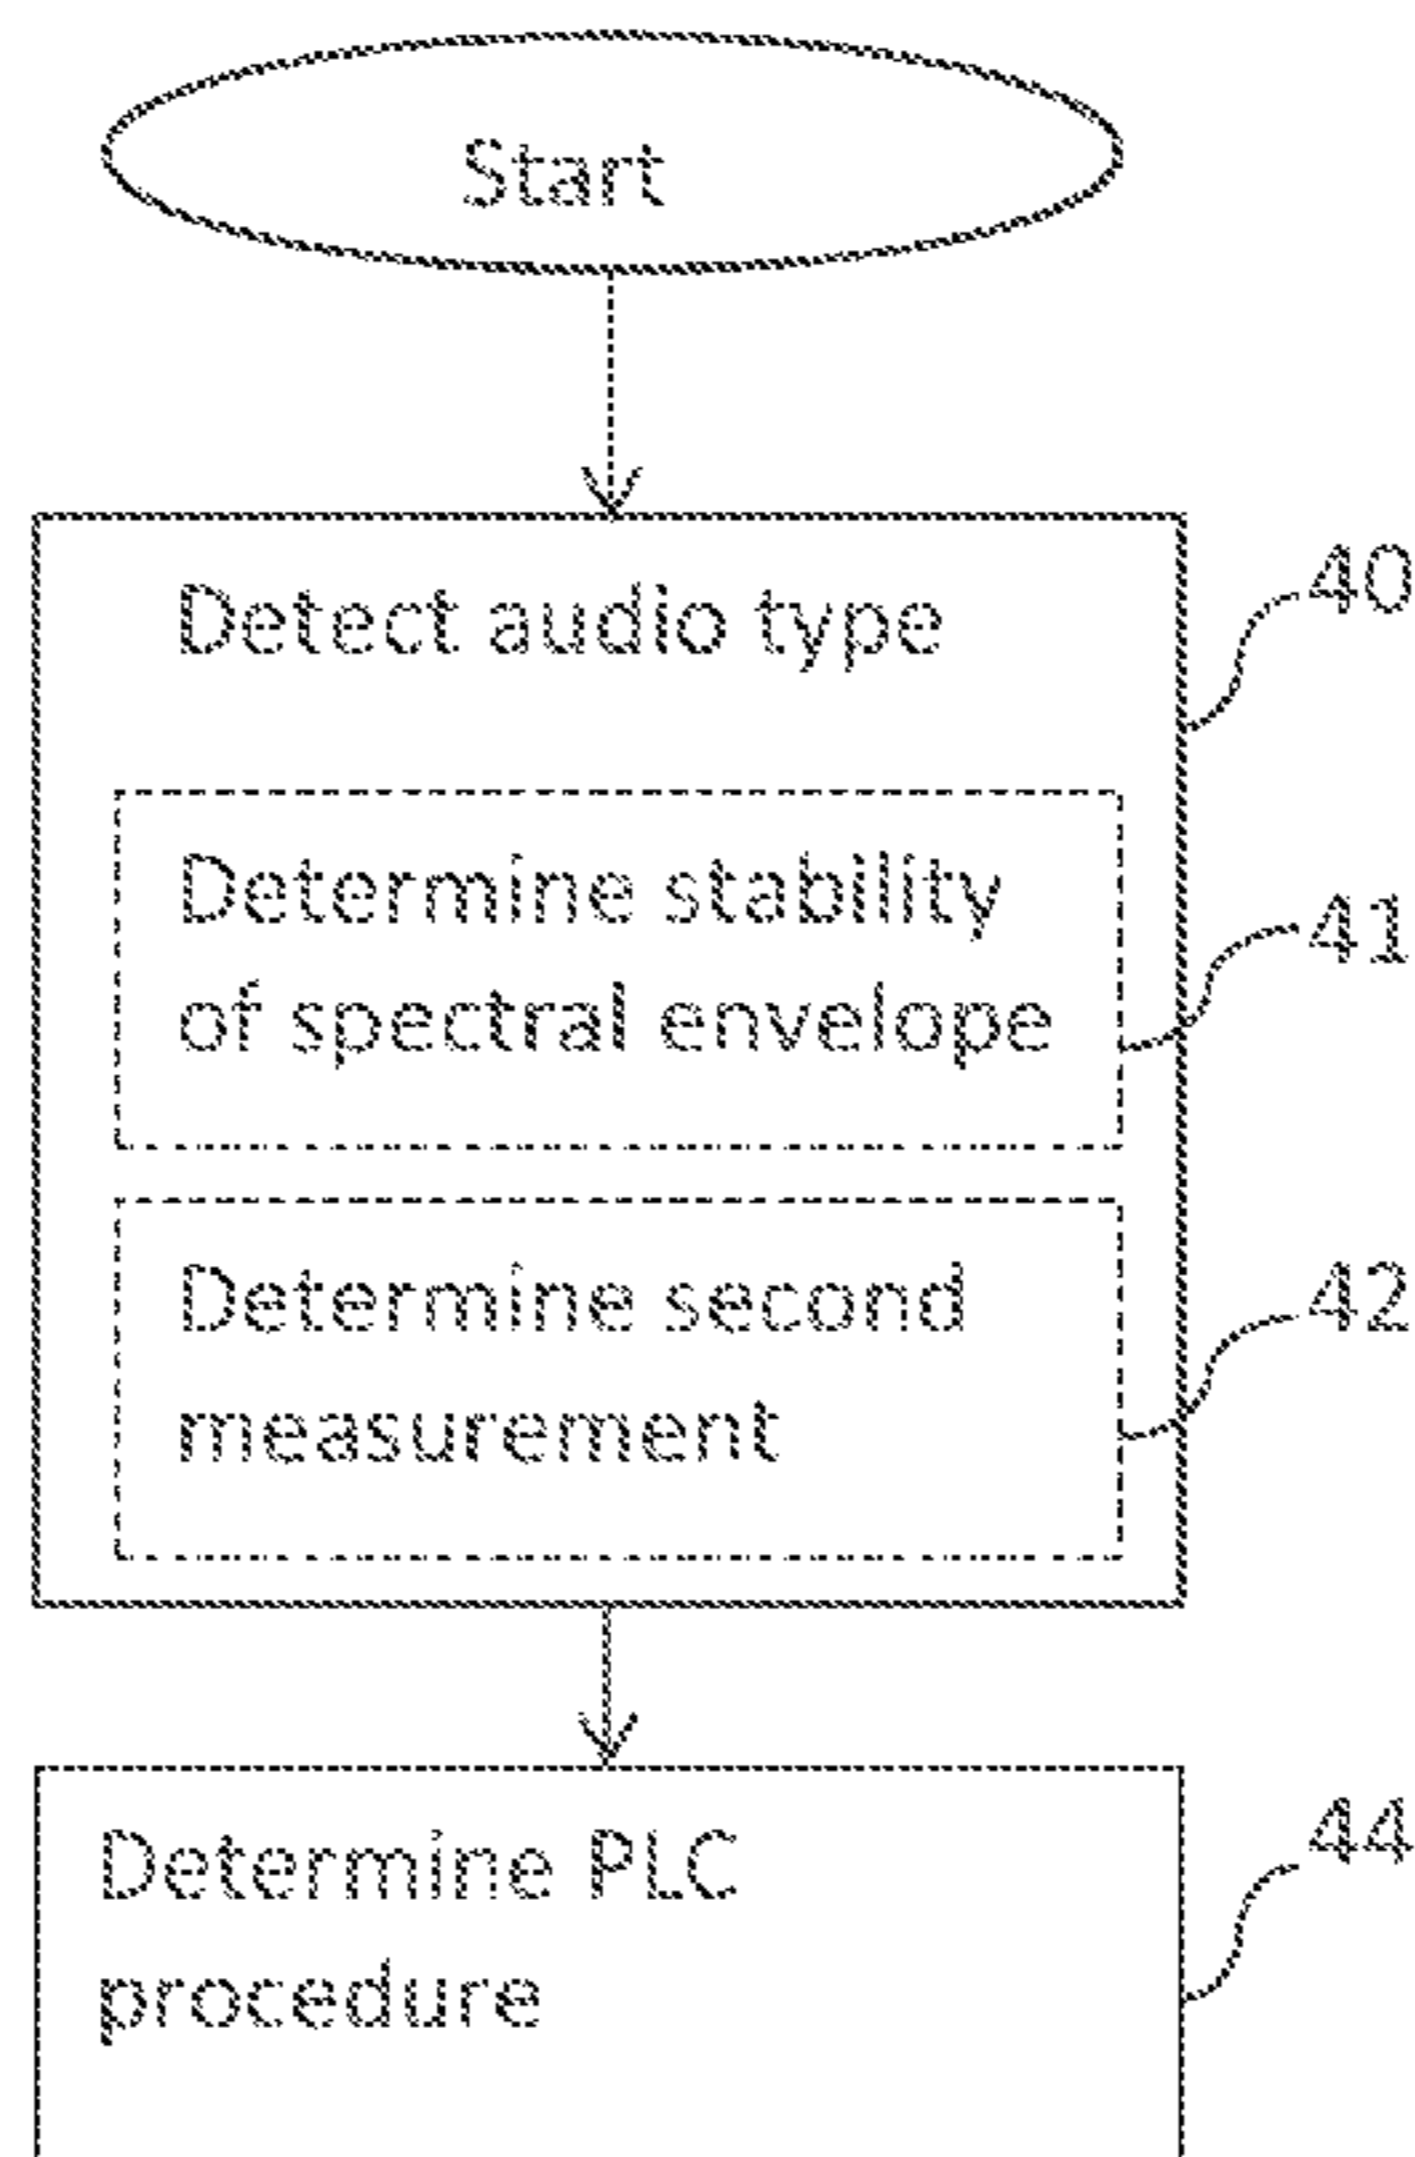 Start
Detect audio type
40
Determine stability
of spectral envelope
41
Determine second
measurement
42
Determine PLC
procedure
44